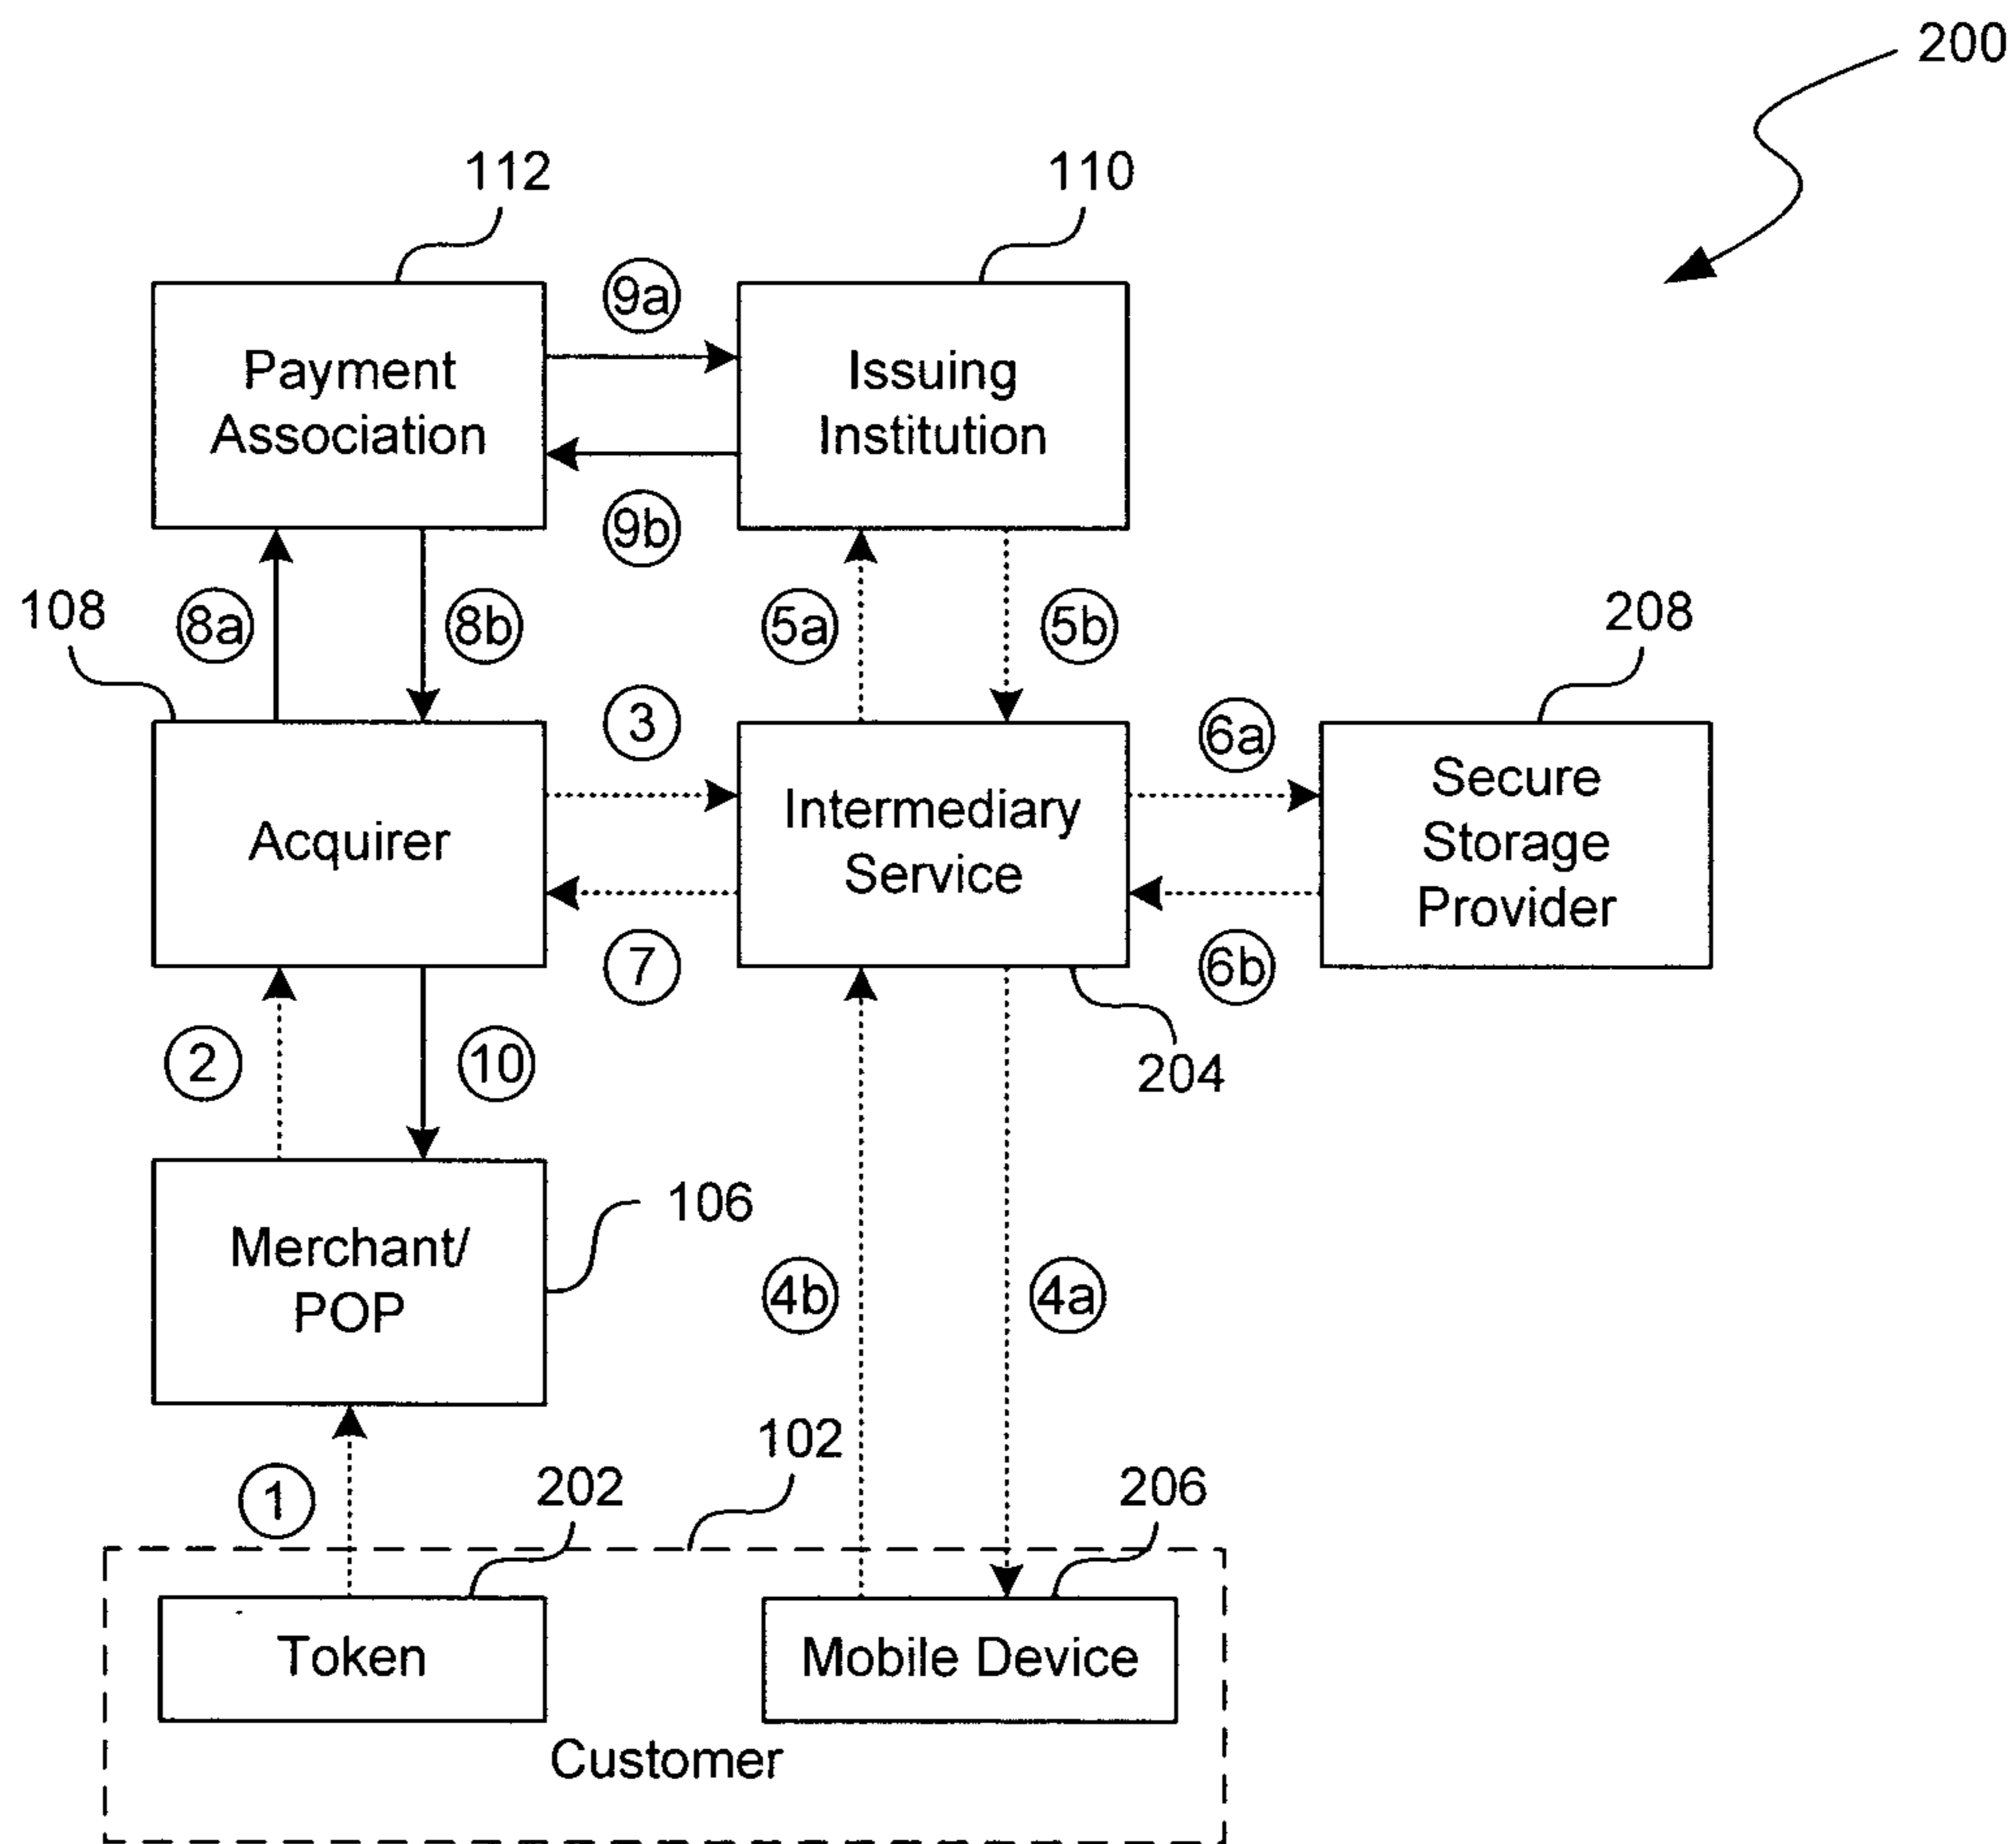 200
112
110
9a
Payment
Association
Issuing
Institution
9b
108
8a
8b
5a
5b
208
3
6a
Acquirer
Intermediary
Service
Secure
Storage
Provider
7
6b
2
10
204
Merchant/
POP
106
4b
4a
102
1
202
206
Token
Mobile Device
Customer